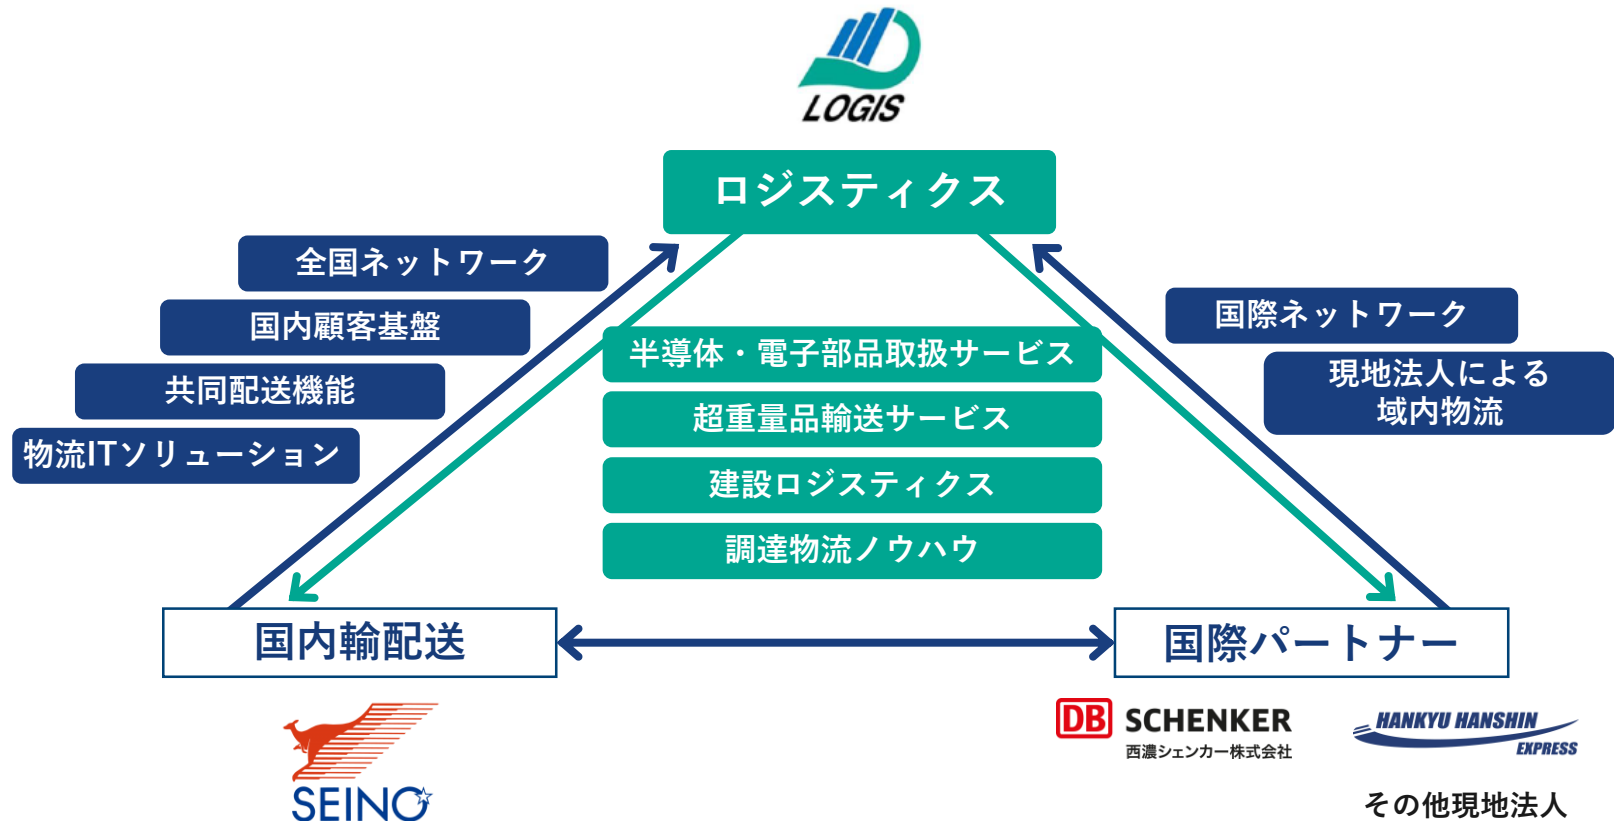 LOGIS
ロジスティクス
全国ネットワーク
国内顧客基盤
共同配送機能
物流ITソリューション
半導体・電子部品取扱サービス
超重量品輸送サービス
建設ロジスティクス
調達物流ノウハウ
国際ネットワーク
現地法人による
域内物流
国内輸配送
国際パートナー
SEINO
DB SCHENKER
西濃シェンカー株式会社
HANKYU HANSHIN
EXPRESS
その他現地法人